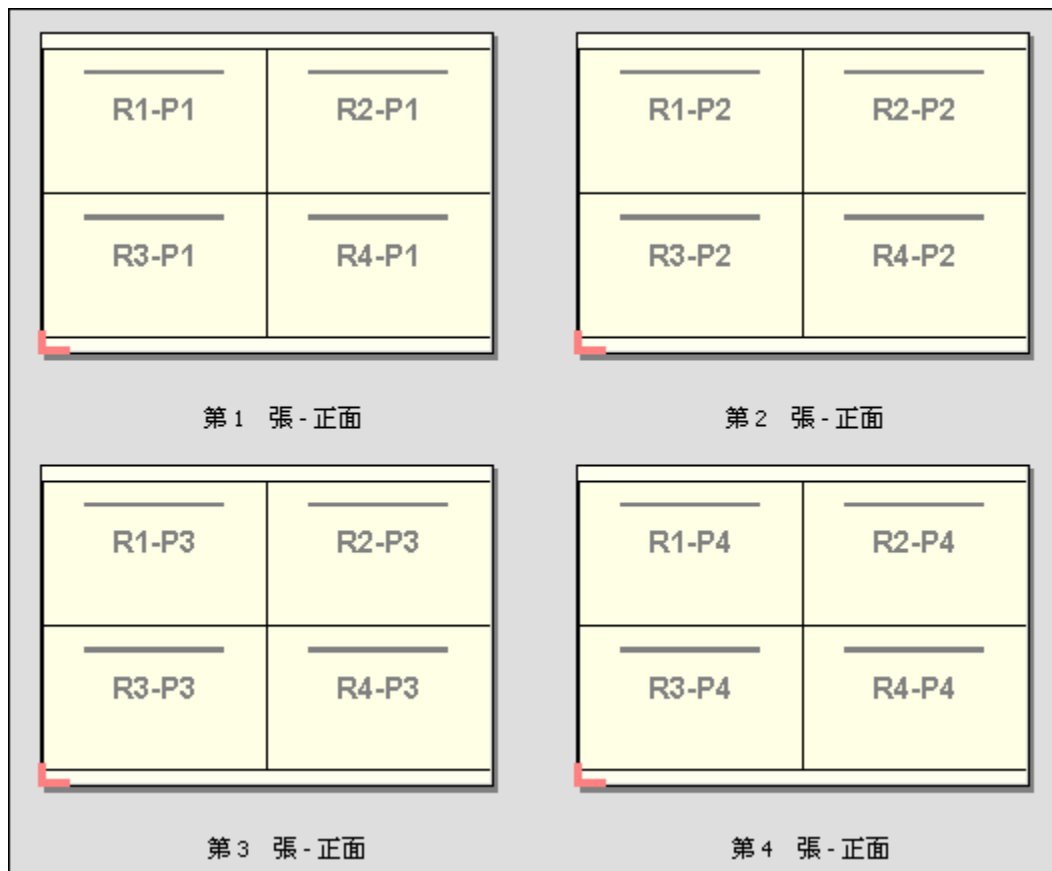 R1-P1 R2-P1
R3-P1 R4-P1
第 1 張 - 正面
R1-P2 R2-P2
R3-P2 R4-P2
第 2 張 - 正面
R1-P3 R2-P3
R3-P3 R4-P3
第 3 張 - 正面
R1-P4 R2-P4
R3-P4 R4-P4
第 4 張 - 正面